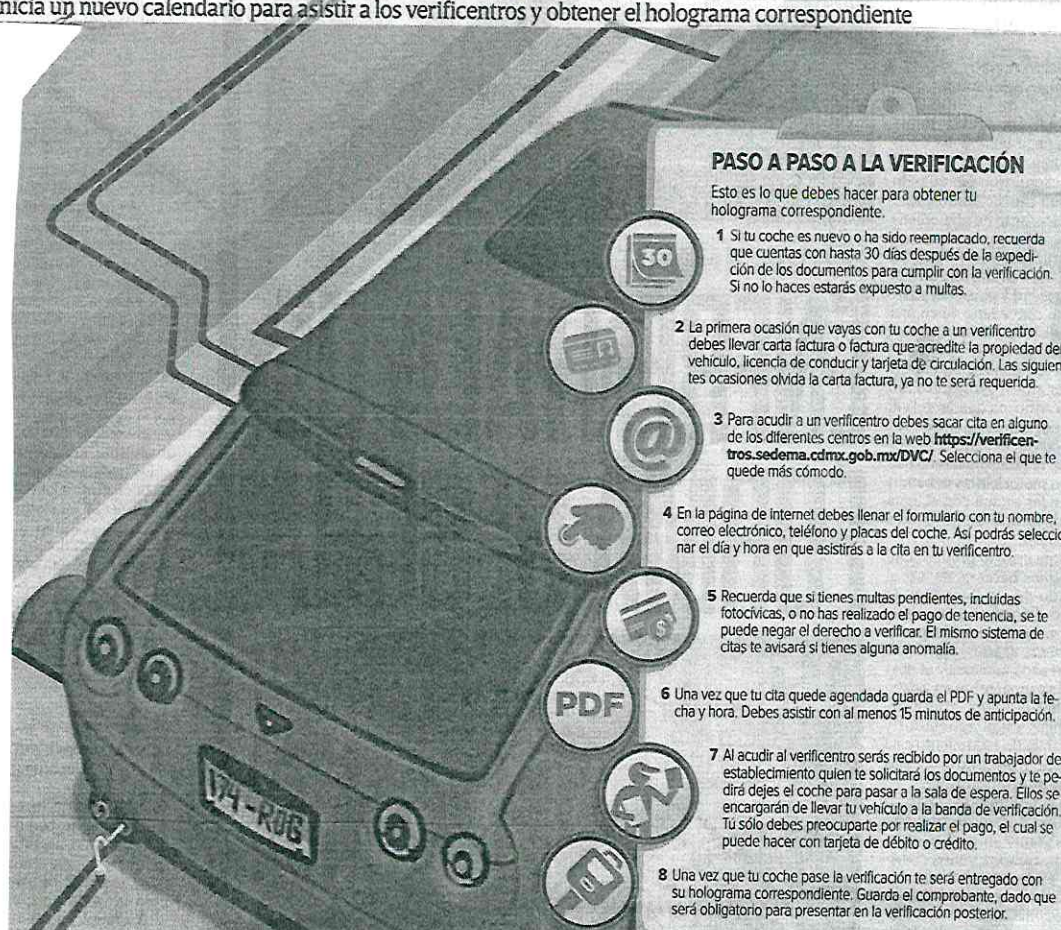 inicia un nuevo calendario para asistir a los verificentros y obtener el holograma correspondiente
PASO A PASO A LA VERIFICACIÓN
Esto es lo que debes hacer para obtener tu
holograma correspondiente.
30
1 Si tu coche es nuevo o ha sido reemplacado, recuerda
que cuentas con hasta 30 días después de la expedi-
ción de los documentos para cumplir con la verificación.
Si no lo haces estarás expuesto a multas.
2 La primera ocasión que vayas con tu coche a un verificentro
debes llevar carta factura o factura que acredite la propiedad de
vehículo, licencia de conducir y tarjeta de circulación. Las siguien
tes ocasiones olvida la carta factura, ya no te será requerida.
@
3 Para acudir a un verificentro debes sacar cita en alguno
de los diferentes centros en la web https://verificen-
tros.sedema.cdmx.gob.mx/DVC/. Selecciona el que te
quede más cómodo.
4 En la página de internet debes llenar el formulario con tu nombre,
correo electrónico, teléfono y placas del coche. Así podrás seleccio
nar el día y hora en que asistirás a la cita en tu verificentro.
$
5 Recuerda que si tienes multas pendientes, incluidas
fotocívicas, o no has realizado el pago de tenencia, se te
puede negar el derecho a verificar. El mismo sistema de
citas te avisará si tienes alguna anomalía.
PDF
6 Una vez que tu cita quede agendada guarda el PDF y apunta la fe-
cha y hora. Debes asistir con al menos 15 minutos de anticipación.
7 Al acudir al verificentro serás recibido por un trabajador de
establecimiento quien te solicitará los documentos y te pe-
dirá dejes el coche para pasar a la sala de espera. Ellos se
encargarán de llevar tu vehículo a la banda de verificación.
Tú sólo debes preocuparte por realizar el pago, el cual se
puede hacer con tarjeta de débito o crédito.
174-RDG
8 Una vez que tu coche pase la verificación te será entregado con
su holograma correspondiente. Guarda el comprobante, dado que
será obligatorio para presentar en la verificación posterior.